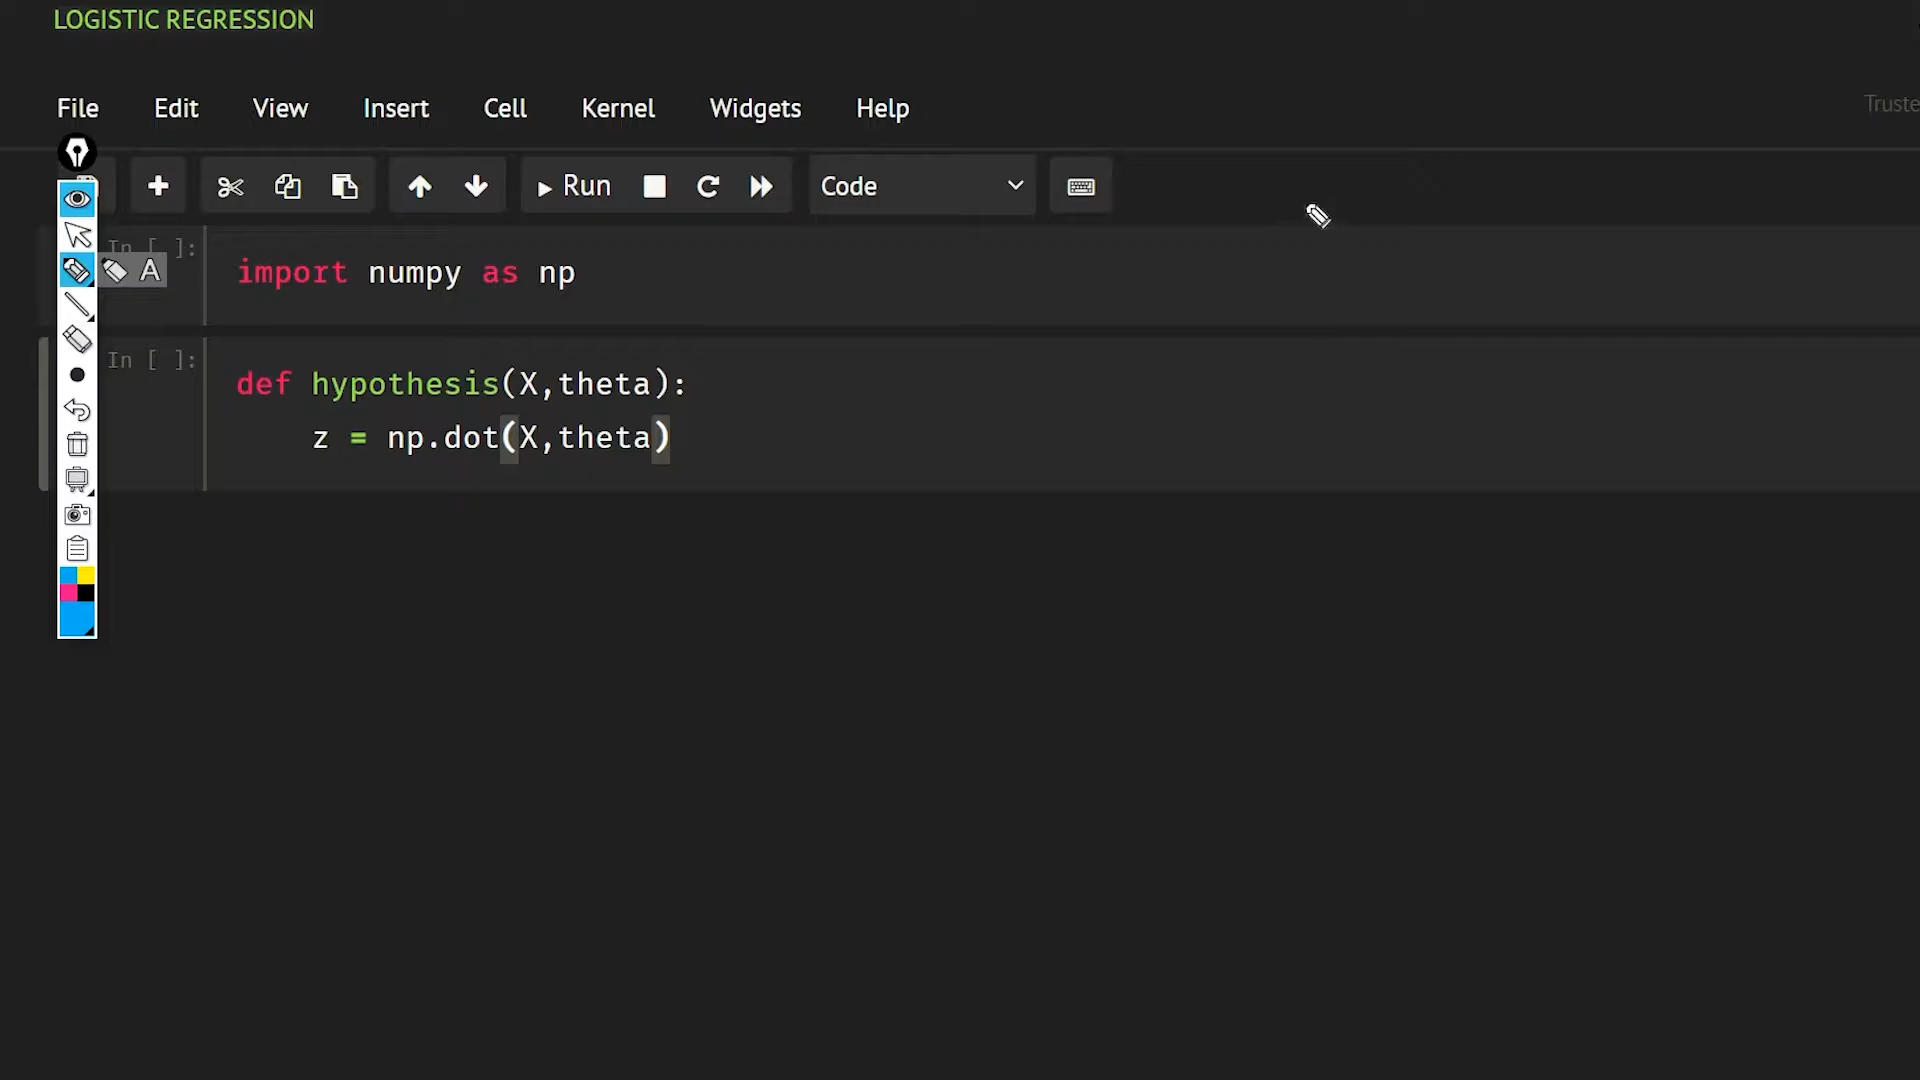 LOGISTIC REGRESSION
File Edit View Insert Cell Kernel Widgets Help
Truste
Run Code
In [ ]:
A
import numpy as np
In [ ]:
def hypothesis(X,theta):
z = np.dot(X,theta)